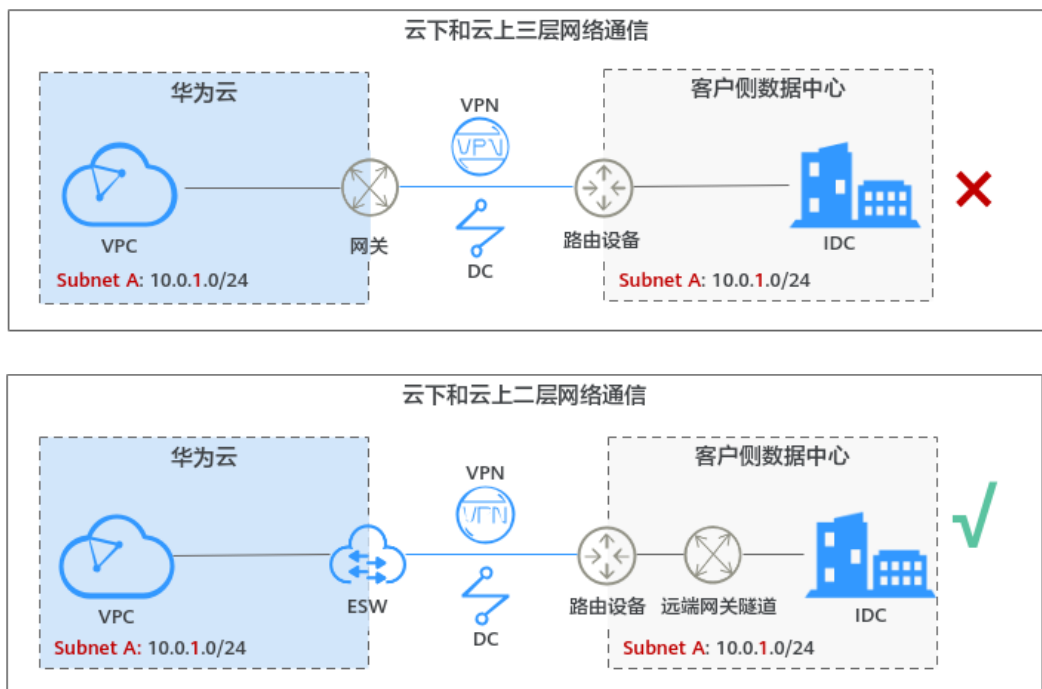 云下和云上三层网络通信
华为云
客户侧数据中心
VPN
VPN
VPC
网关
DC
路由设备
IDC
Subnet A: 10.0.1.0/24
Subnet A: 10.0.1.0/24
云下和云上二层网络通信
华为云
客户侧数据中心
VPN
VPN
VPC
ESW
DC
路由设备
远端网关隧道
IDC
Subnet A: 10.0.1.0/24
Subnet A: 10.0.1.0/24